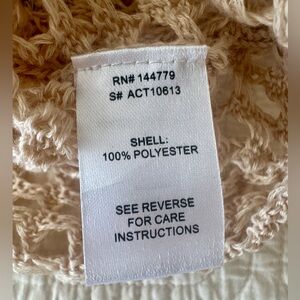 RN# 144779
S# ACT10613
SHELL:
100% POLYESTER
SEE REVERSE
FOR CARE
INSTRUCTIONS